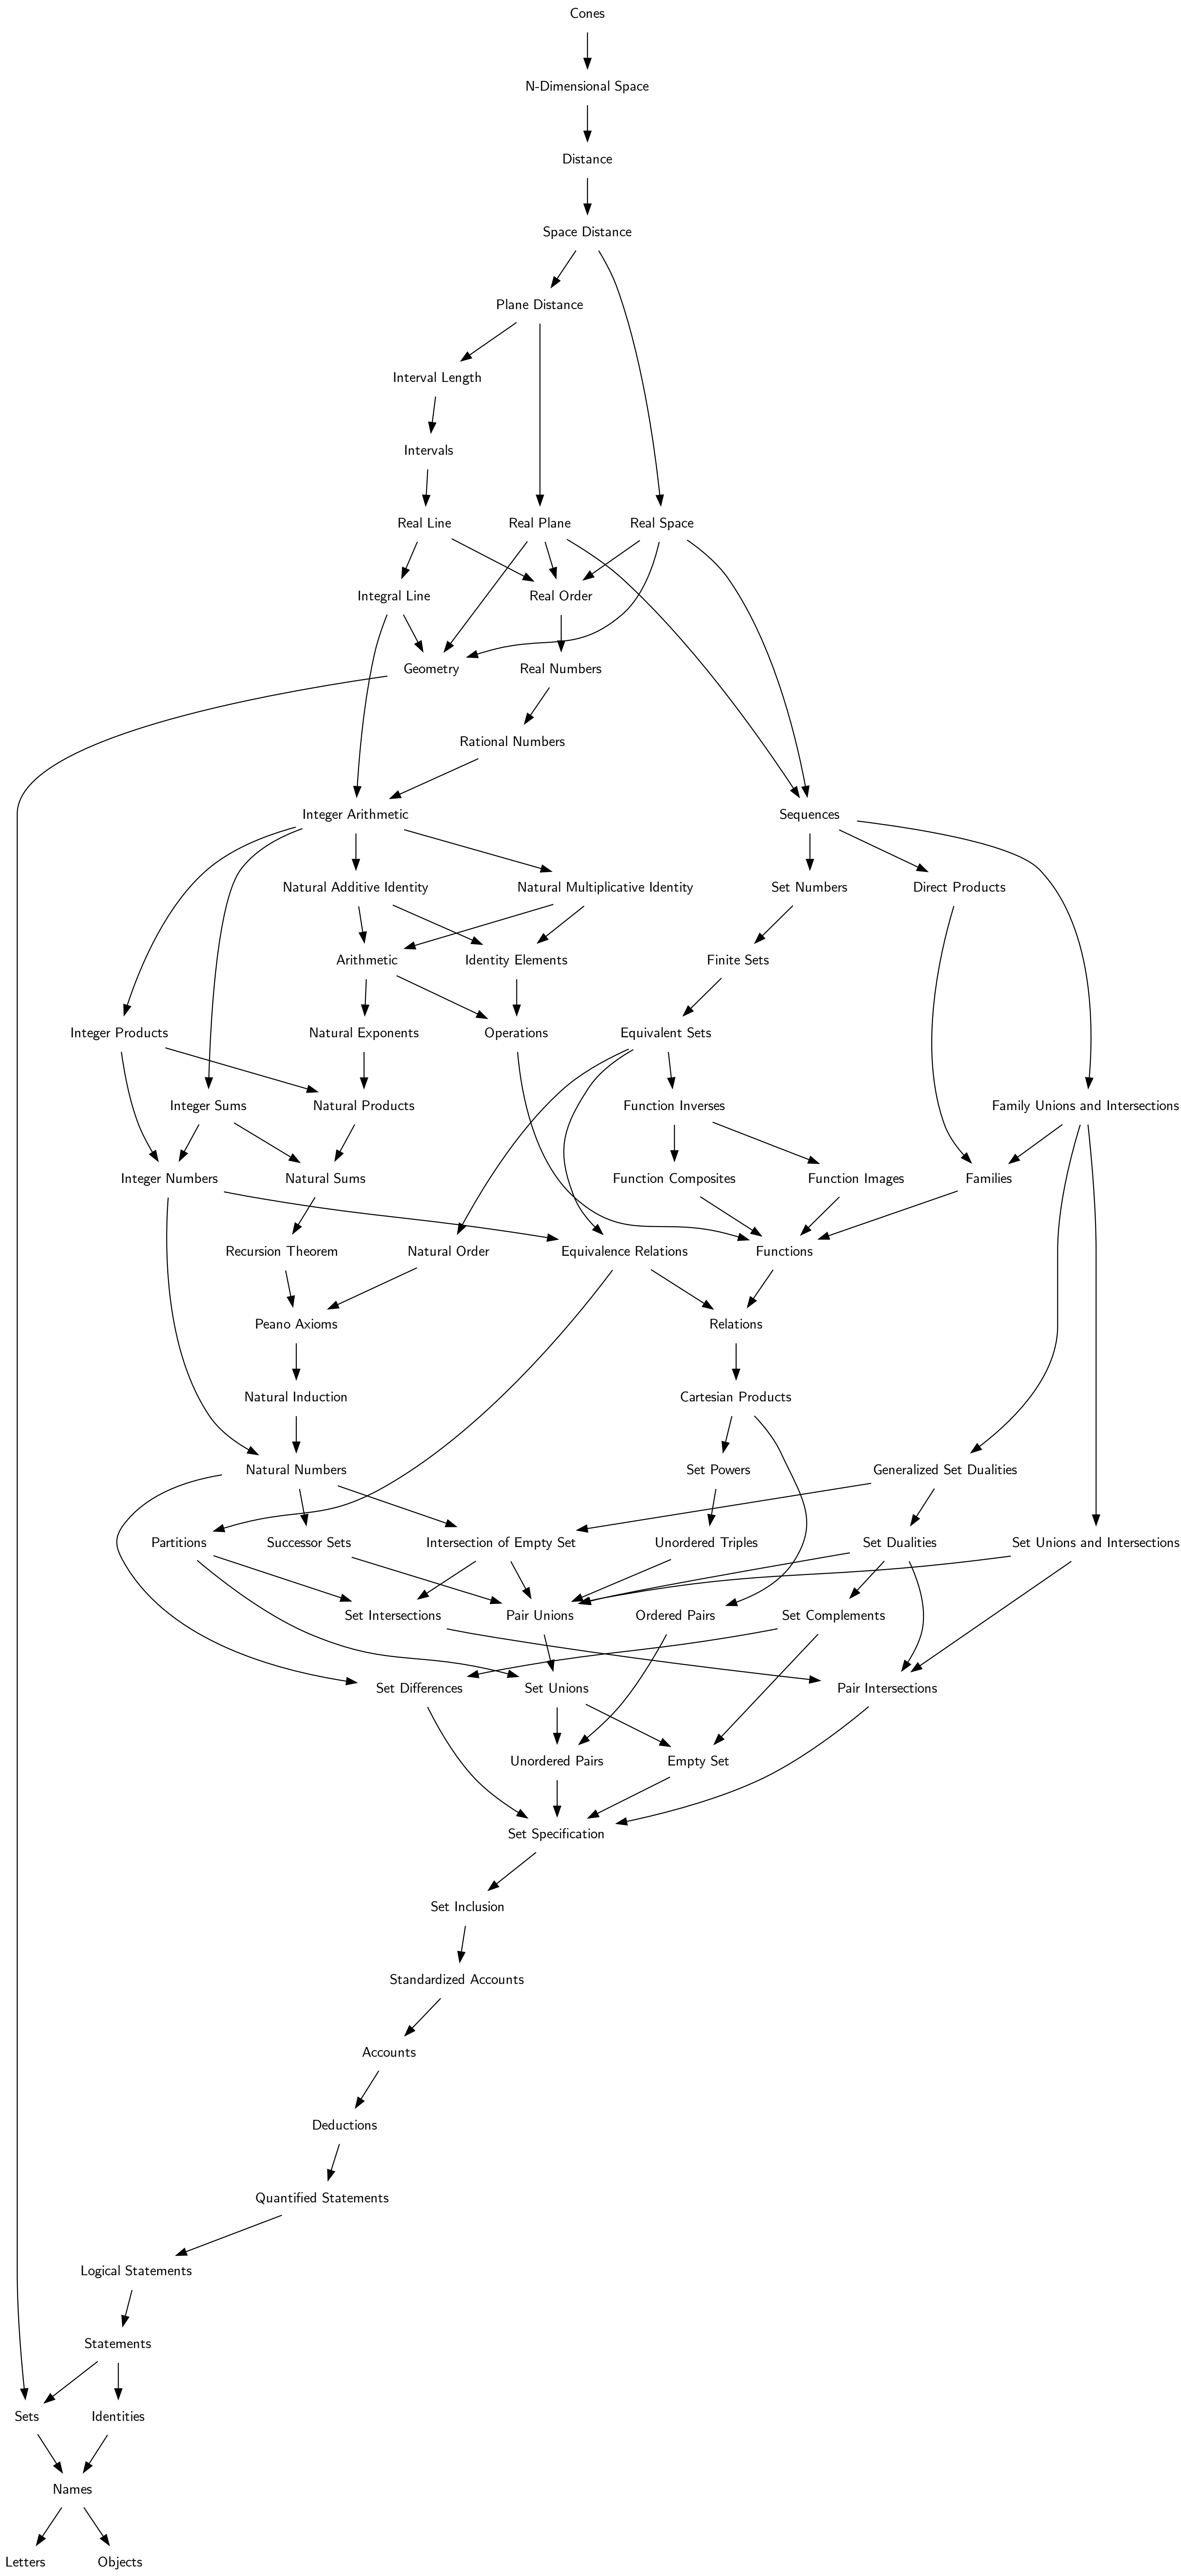 Cones
N-Dimensional Space
Distance
Space Distance
Plane Distance
Interval Length
Intervals
Real Line
Real Plane
Real Space
Integral Line
Real Order
Geometry
Real Numbers
Rational Numbers
Integer Arithmetic
Sequences
Natural Additive Identity
Natural Multiplicative Identity
Set Numbers
Direct Products
Arithmetic
Identity Elements
Finite Sets
Integer Products
Natural Exponents
Operations
Equivalent Sets
Integer Sums
Natural Products
Function Inverses
Family Unions and Intersections
Integer Numbers
Natural Sums
Function Composites
Function Images
Families
Recursion Theorem
Natural Order
Equivalence Relations
Functions
Peano Axioms
Relations
Natural Induction
Cartesian Products
Natural Numbers
Set Powers
Generalized Set Dualities
Partitions
Successor Sets
Intersection of Empty Set
Unordered Triples
Set Dualities
Set Unions and Intersections
Set Intersections
Pair Unions
Ordered Pairs
Set Complements
Set Differences
Set Unions
Pair Intersections
Unordered Pairs
Empty Set
Set Specification
Set Inclusion
Standardized Accounts
Accounts
Deductions
Quantified Statements
Logical Statements
Statements
Sets
Identities
Names
Letters
Objects